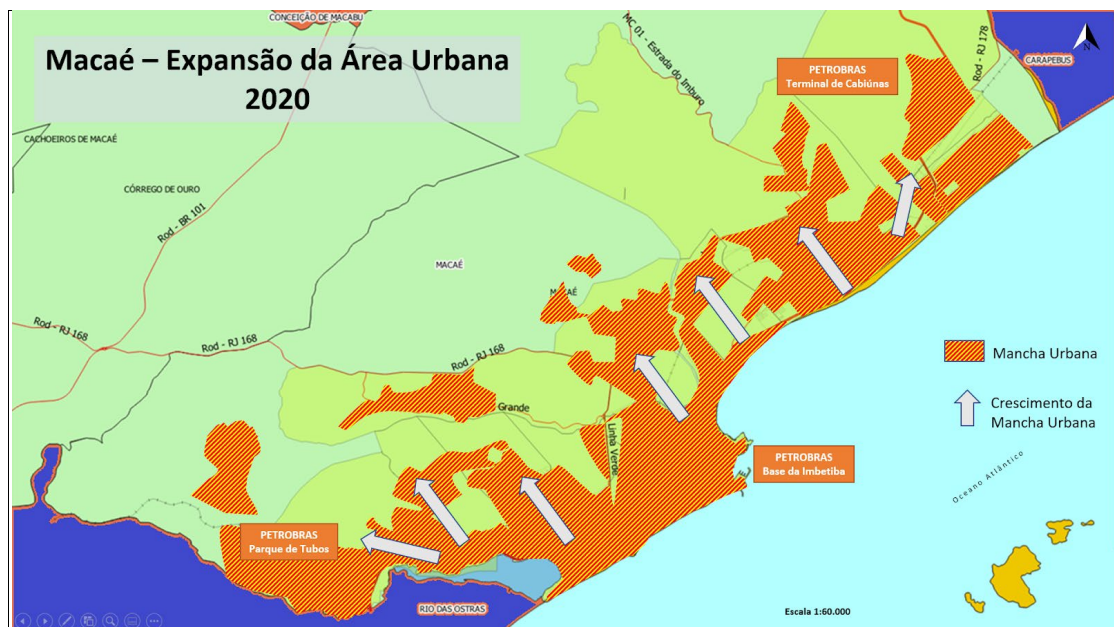 CONCEIÇÃO DE MACABU
Macaé – Expansão da Área Urbana
2020
MC 01 - Estrada do Imburo
Rod - RJ 178
N
CARAPEBUS
PETROBRAS
Terminal de Cabiúnas
CACHOEIROS DE MACAÉ
CÓRREGO DE OURO
Rod - BR 101
MACAÉ
MACAÉ
Rod - RJ 168
Rod - RJ 168
Rod - RJ 168
Mancha Urbana
Crescimento da
Mancha Urbana
Grande
Linha Verde
PETROBRAS
Base da Imbetiba
Oceano Atlântico
PETROBRAS
Parque de Tubos
RIO DAS OSTRAS
Escala 1:60.000